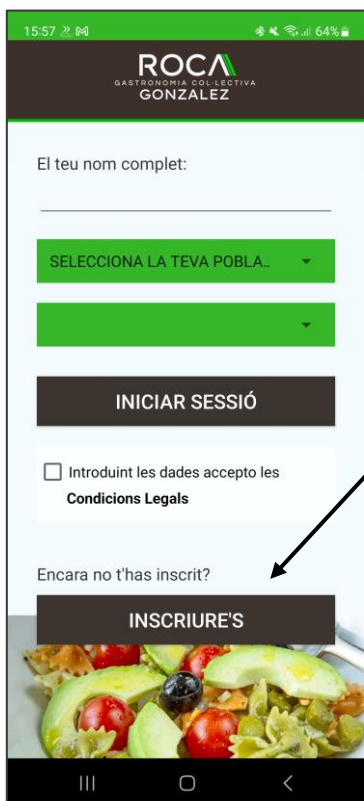 15:57 64%
ROCA
GASTRONOMIA COL·LECTIVA
GONZALEZ
El teu nom complet:
SELECCIONA LA TEVA POBLA..
INICIAR SESSIÓ
Introduint les dades accepto les
Condicions Legals
Encara no t'has inscrit?
INSCRIURE'S